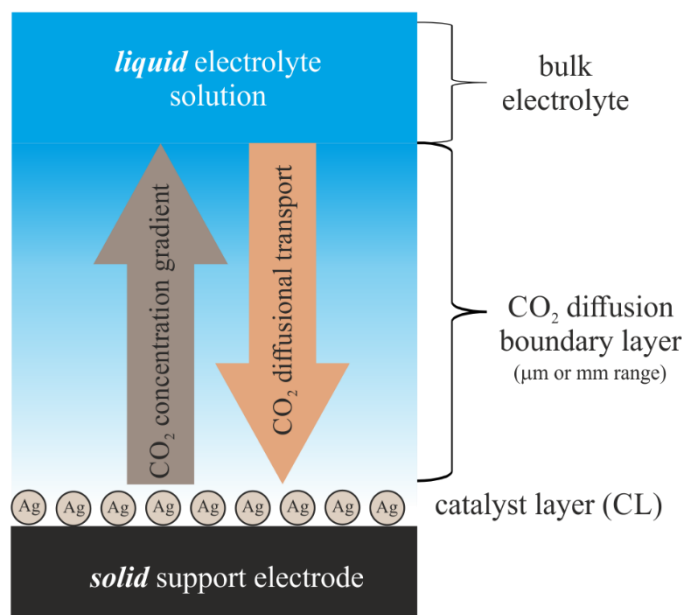 liquid electrolyte
solution
bulk
electrolyte
CO₂ concentration gradient
CO₂ diffusional transport
CO₂ diffusion
boundary layer
(μm or mm range)
Ag Ag Ag Ag Ag Ag Ag Ag Ag
catalyst layer (CL)
solid support electrode